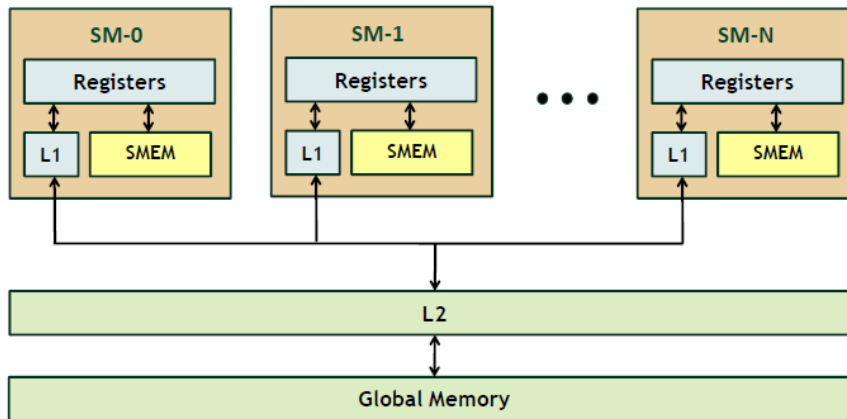 SM-0
Registers
L1
SMEM
SM-1
Registers
L1
SMEM
SM-N
Registers
L1
SMEM
L2
Global Memory